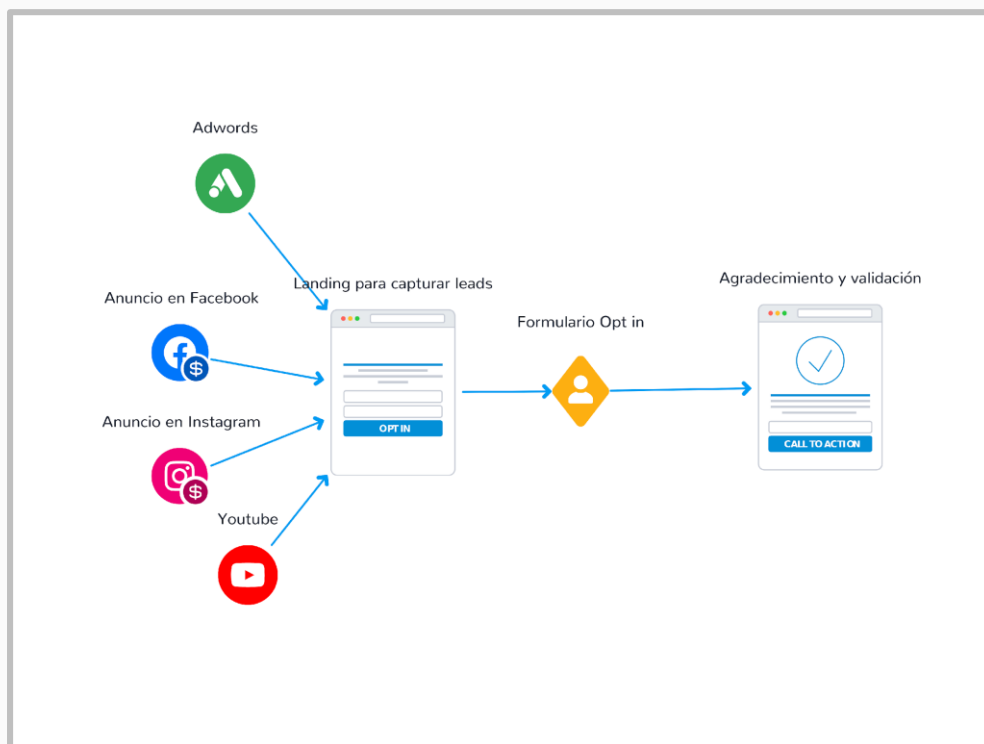 Adwords
Landing para capturar leads
Agradecimiento y validación
Anuncio en Facebook
Formulario Opt in
$
Anuncio en Instagram
OPT IN
CALL TO ACTION
$
Youtube